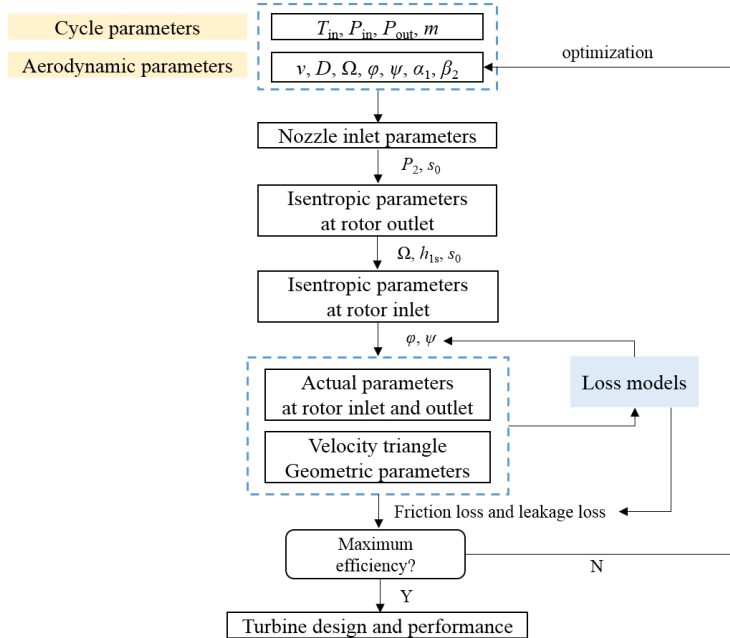 Cycle parameters
T_in, P_in, P_out, m
Aerodynamic parameters
v, D, Ω, φ, ψ, α_1, β_2
optimization
Nozzle inlet parameters
P_2, s_0
Isentropic parameters
at rotor outlet
Ω, h_1s, s_0
Isentropic parameters
at rotor inlet
φ, ψ
Actual parameters
at rotor inlet and outlet
Loss models
Velocity triangle
Geometric parameters
Friction loss and leakage loss
Maximum
efficiency?
N
Y
Turbine design and performance